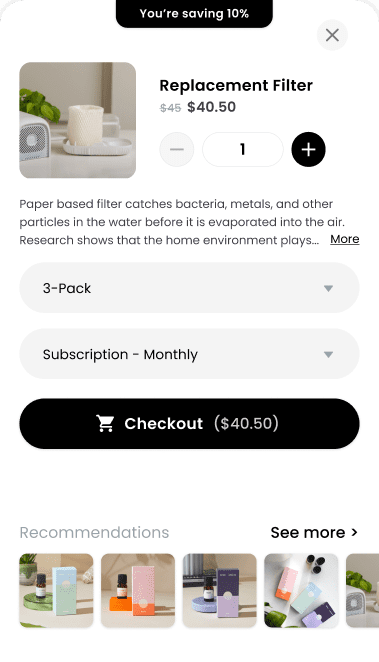 You're saving 10%
Replacement Filter
$45 $40.50
1
Paper based filter catches bacteria, metals, and other
particles in the water before it is evaporated into the air.
Research shows that the home environment plays... More
3-Pack
Subscription - Monthly
Checkout ($40.50)
Recommendations See more >